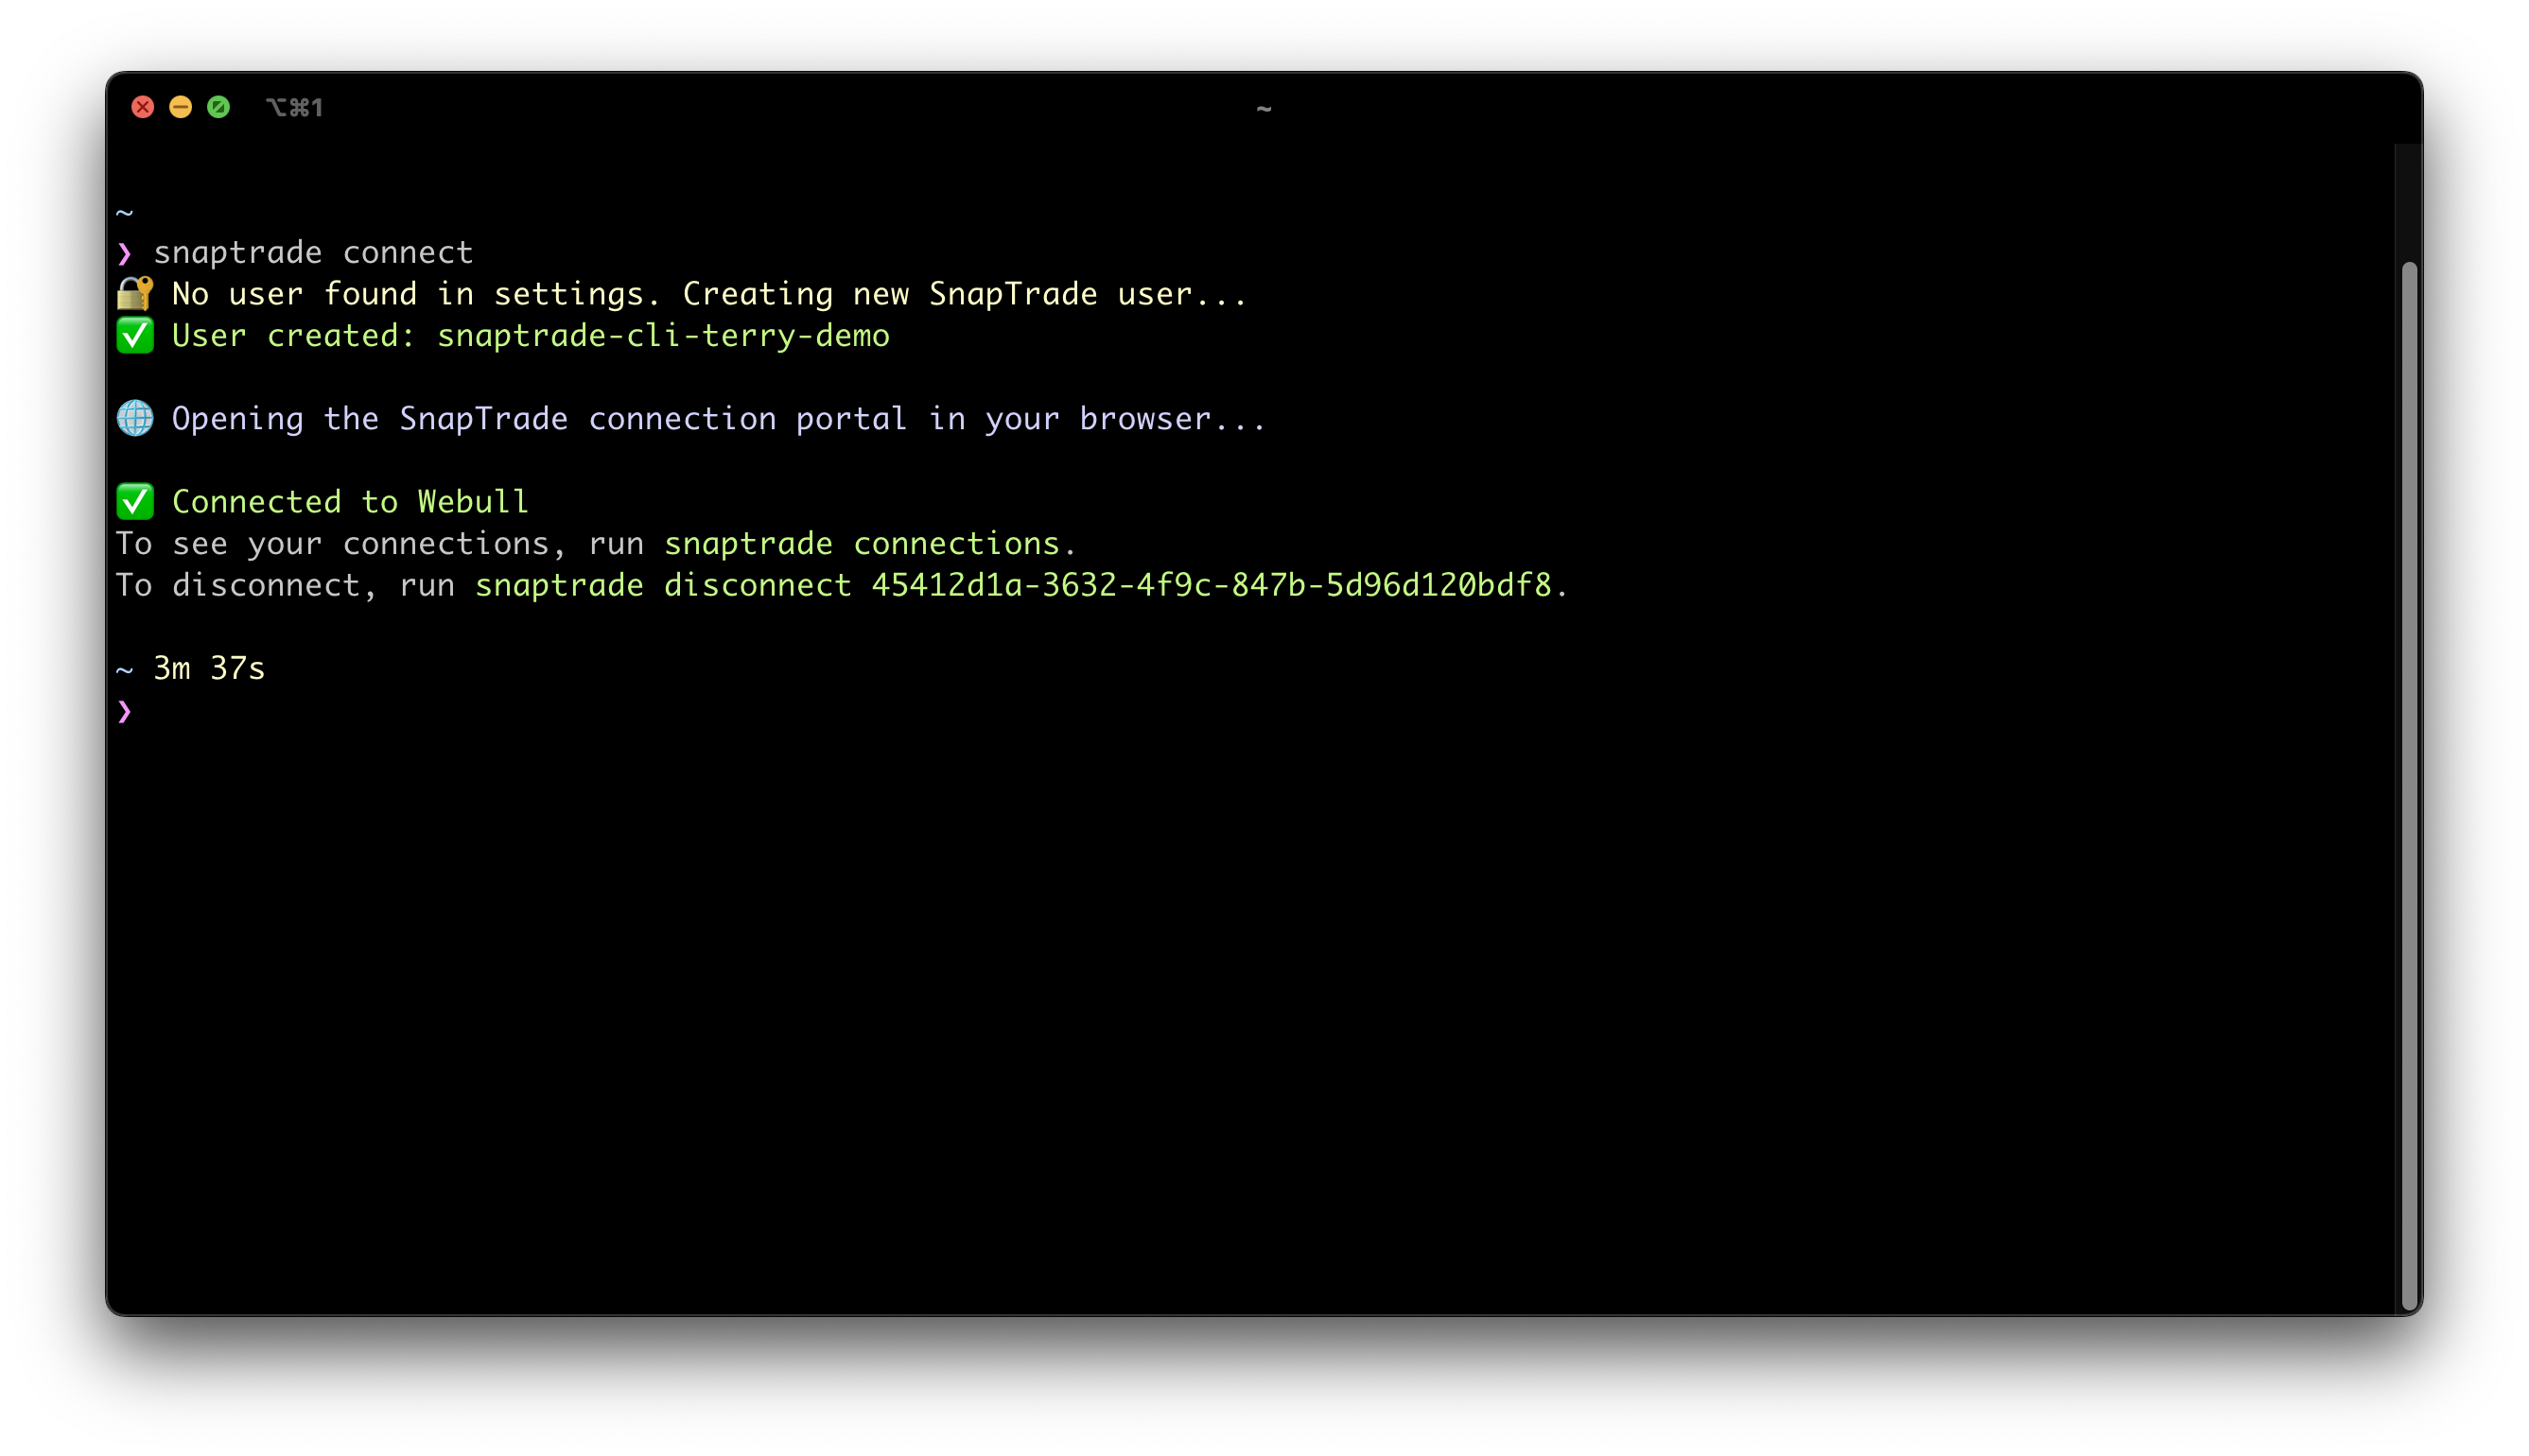 ⌥⌘1
~
~
❯ snaptrade connect
🔐 No user found in settings. Creating new SnapTrade user...
✅ User created: snaptrade-cli-terry-demo
🌐 Opening the SnapTrade connection portal in your browser...
✅ Connected to Webull
To see your connections, run snaptrade connections.
To disconnect, run snaptrade disconnect 45412d1a-3632-4f9c-847b-5d96d120bdf8.
~ 3m 37s
❯